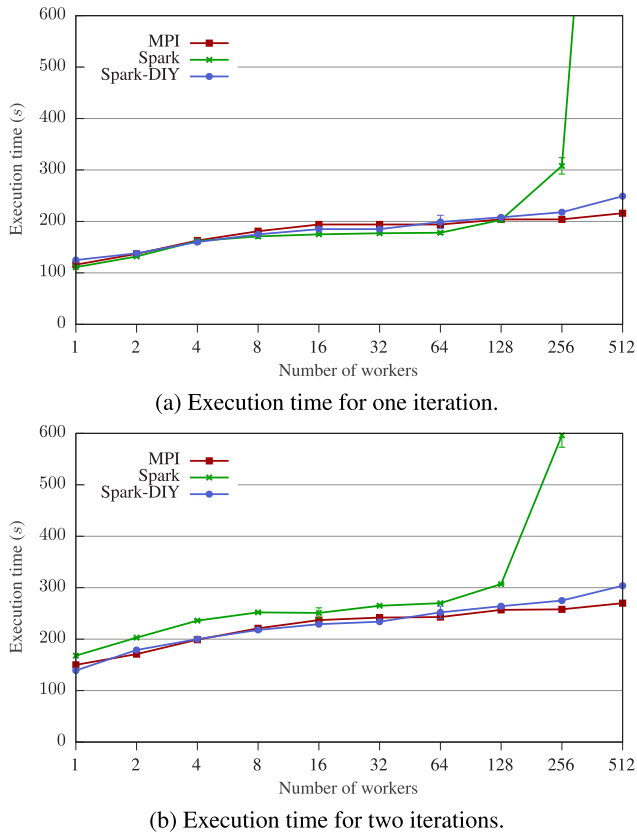 600
500
400
300
200
100
0
Execution time (s)
MPI
Spark
Spark-DIY
1 2 4 8 16 32 64 128 256 512
Number of workers
(a) Execution time for one iteration.
600
500
400
300
200
100
0
Execution time (s)
MPI
Spark
Spark-DIY
1 2 4 8 16 32 64 128 256 512
Number of workers
(b) Execution time for two iterations.